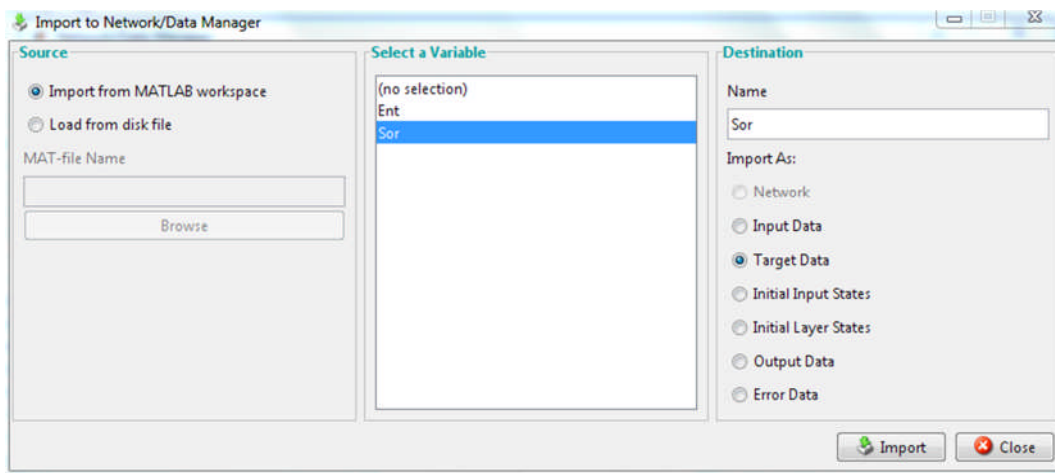 Import to Network/Data Manager
Source
Import from MATLAB workspace
Load from disk file
MAT-file Name
Browse
Select a Variable
(no selection)
Ent
Sor
Destination
Name
Sor
Import As:
Network
Input Data
Target Data
Initial Input States
Initial Layer States
Output Data
Error Data
Import
Close